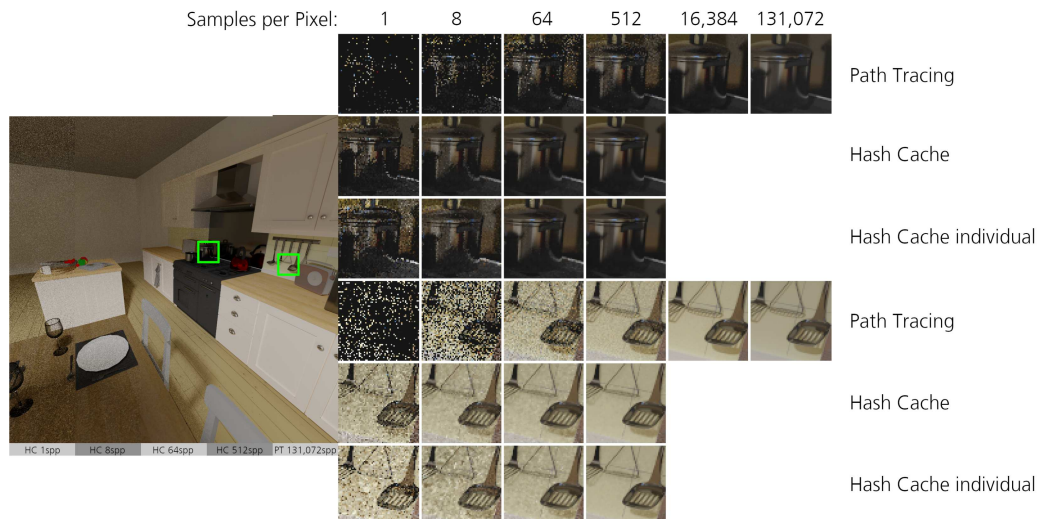 Samples per Pixel: 1 8 64 512 16,384 131,072
Path Tracing
Hash Cache
Hash Cache individual
Path Tracing
Hash Cache
HC 1spp HC 8spp HC 64spp HC 512spp PT 131,072spp
Hash Cache individual